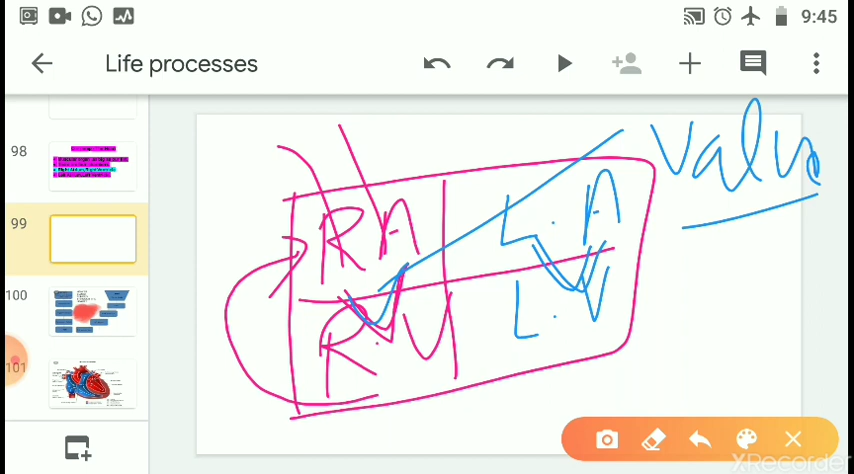 9:45
Life processes
98
99
100
101
valve
R A
L. A
R. V
L. V
XRecorder